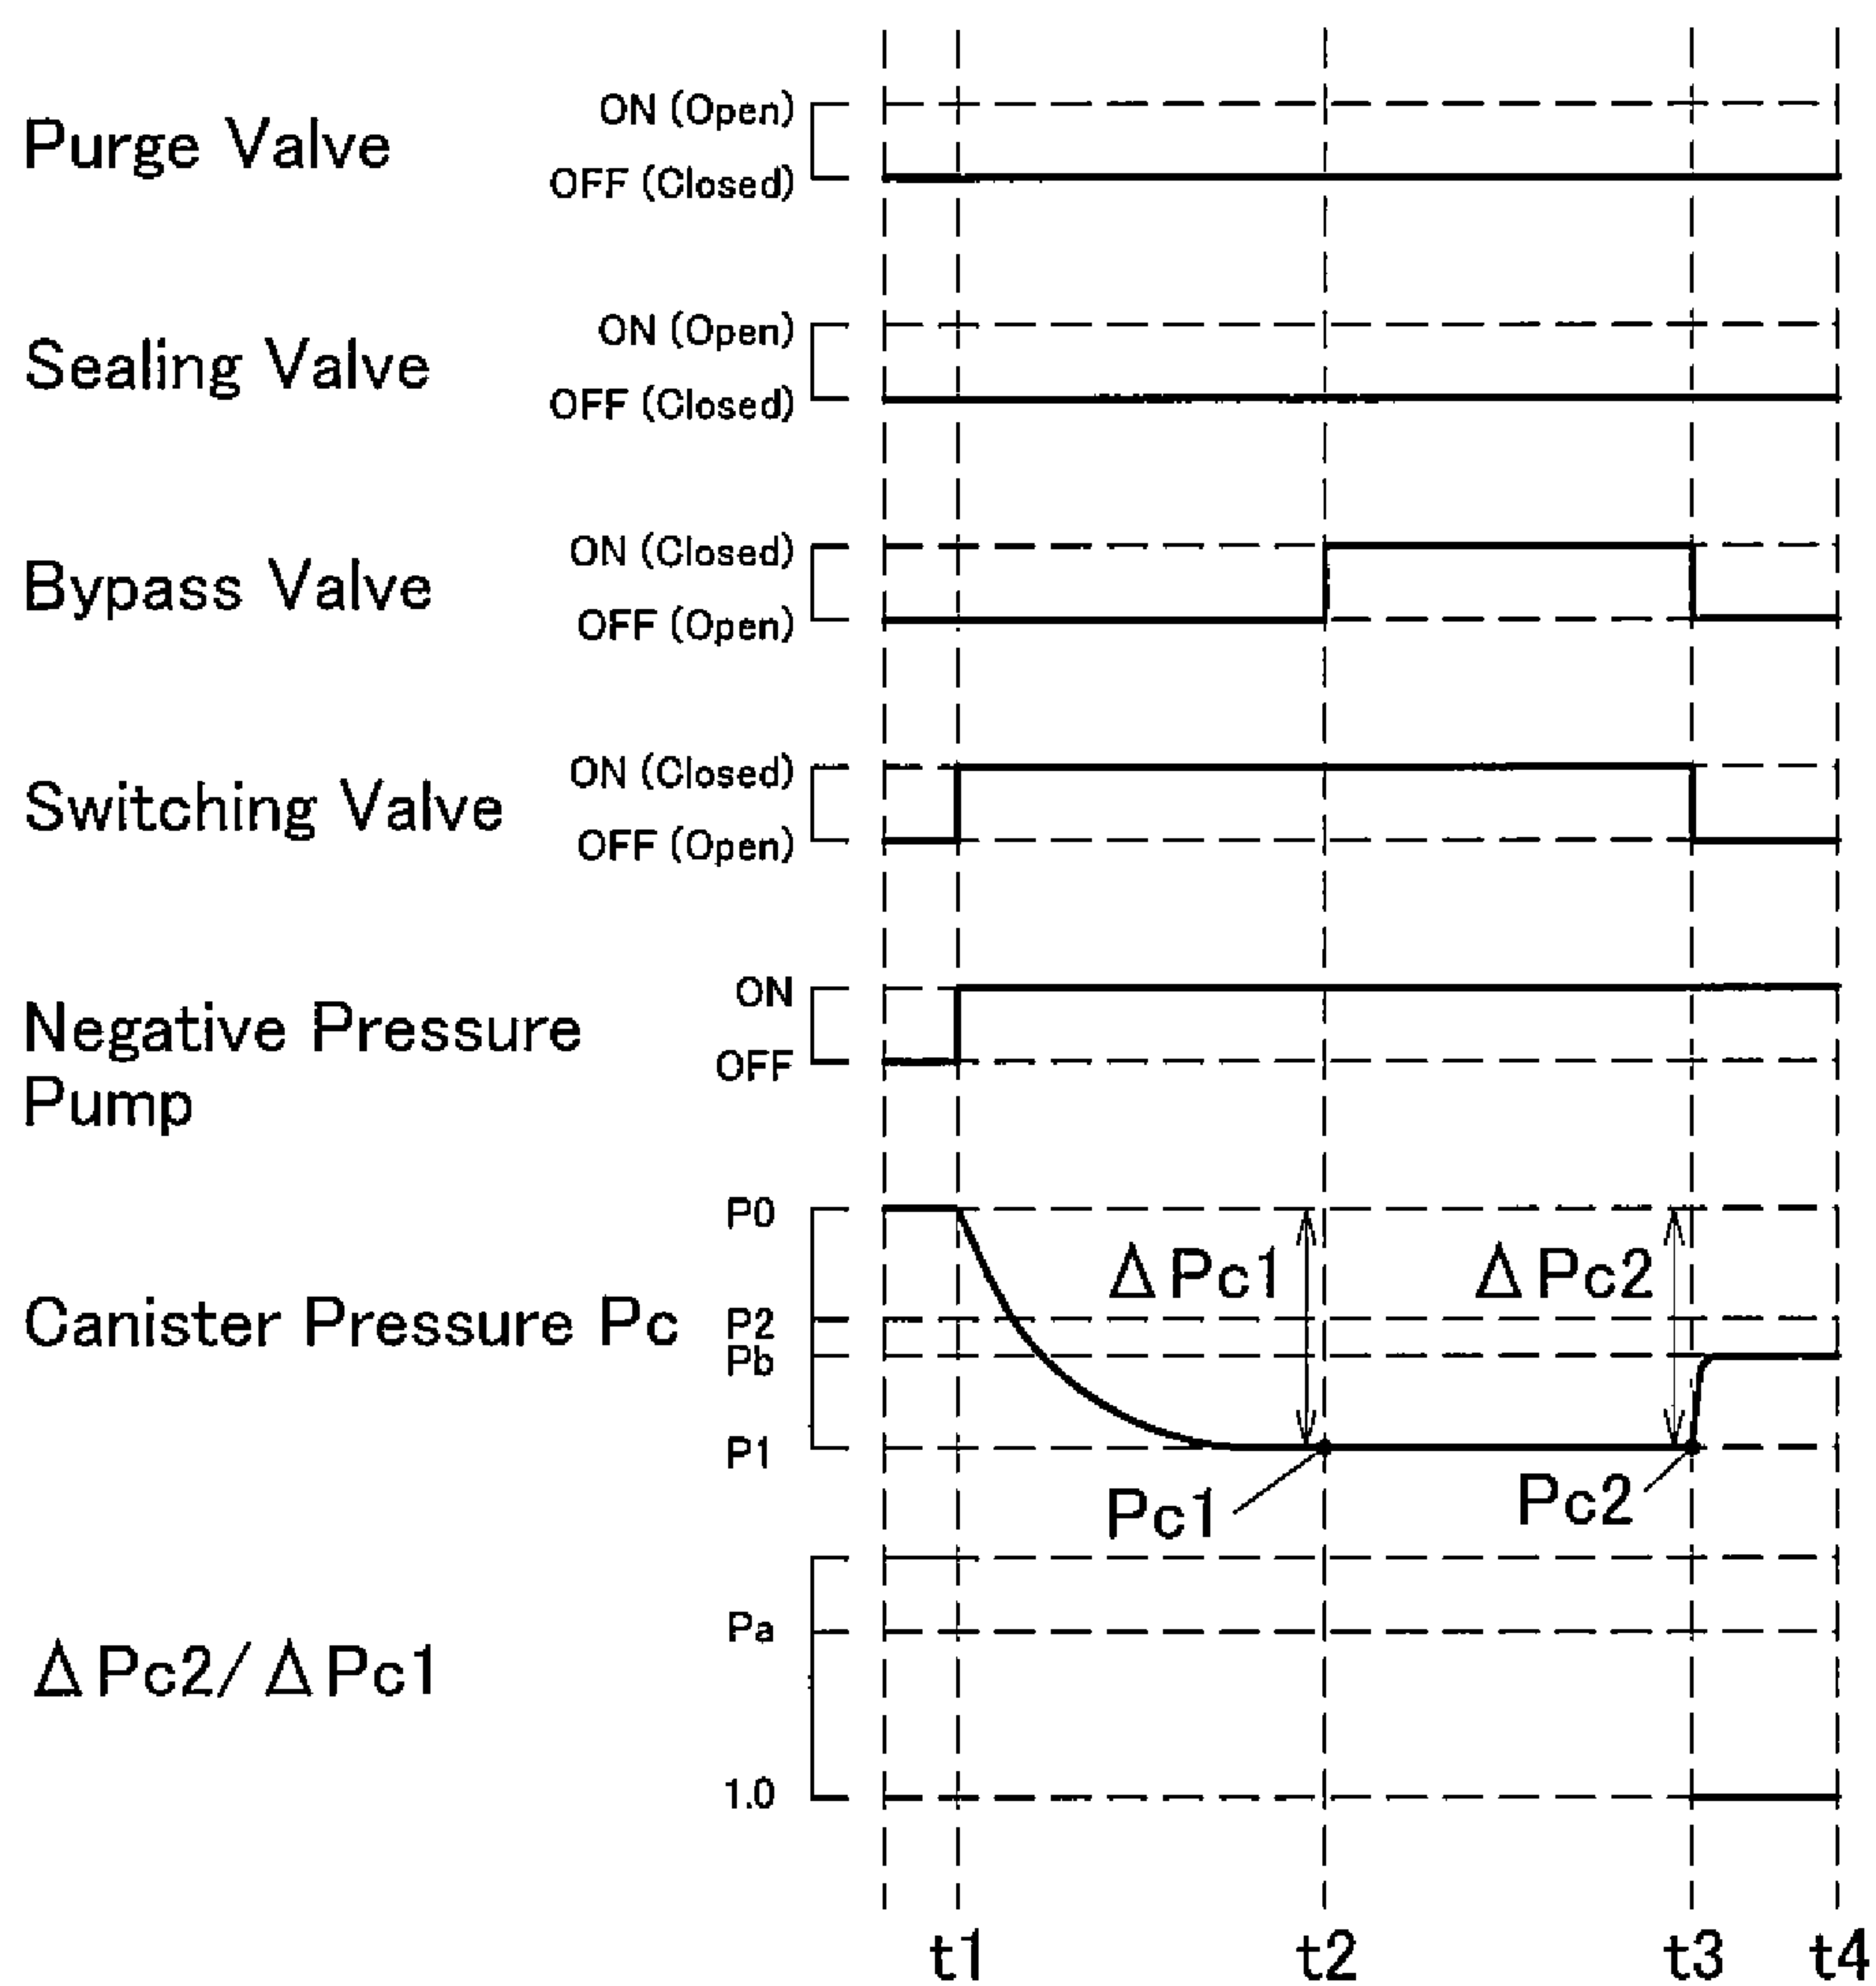 ON (Open)
Purge Valve
OFF (Closed)
ON (Open)
Sealing Valve
OFF (Closed)
ON (Closed)
Bypass Valve
OFF (Open)
ON (Closed)
Switching Valve
OFF (Open)
ON
Negative Pressure
OFF
Pump
P0
ΔPc1
ΔPc2
Canister Pressure Pc
P2
Pb
P1
Pc1
Pc2
Pa
ΔPc2/ΔPc1
1.0
t1
t2
t3
t4